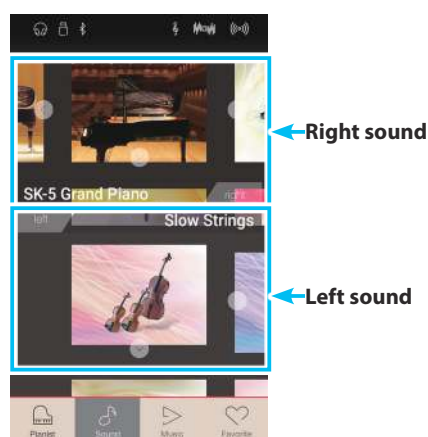 Right sound
SK-5 Grand Piano
right
left
Slow Strings
Left sound
Pianist
Sound
Music
Favorite